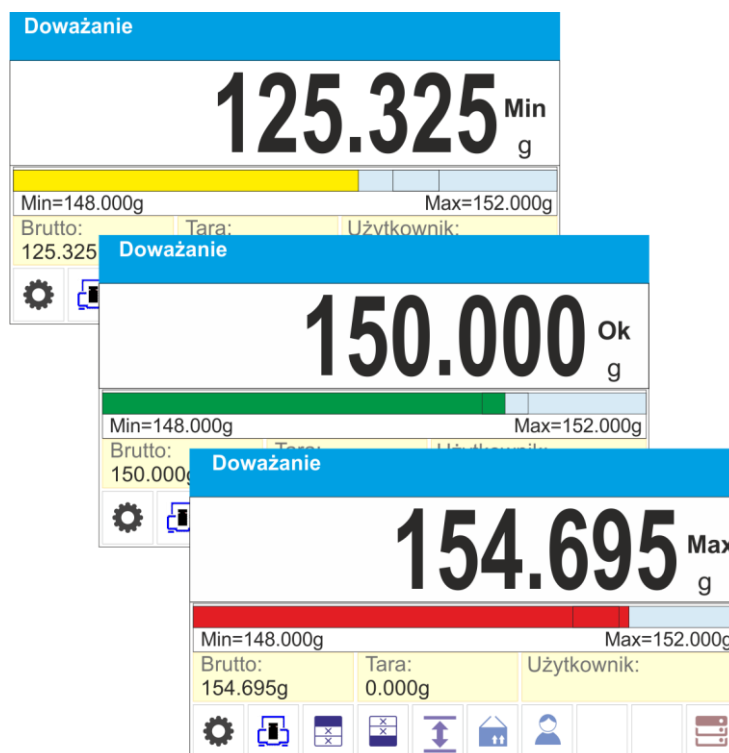 Doważanie
125.325 Min
g
Min=148.000g Max=152.000g
Brutto: Tara: Użytkownik:
125.325
Doważanie
150.000 Ok
g
Min=148.000g Max=152.000g
Brutto: Tara: Użytkownik:
150.000g
Doważanie
154.695 Max
g
Min=148.000g Max=152.000g
Brutto: Tara: Użytkownik:
154.695g 0.000g